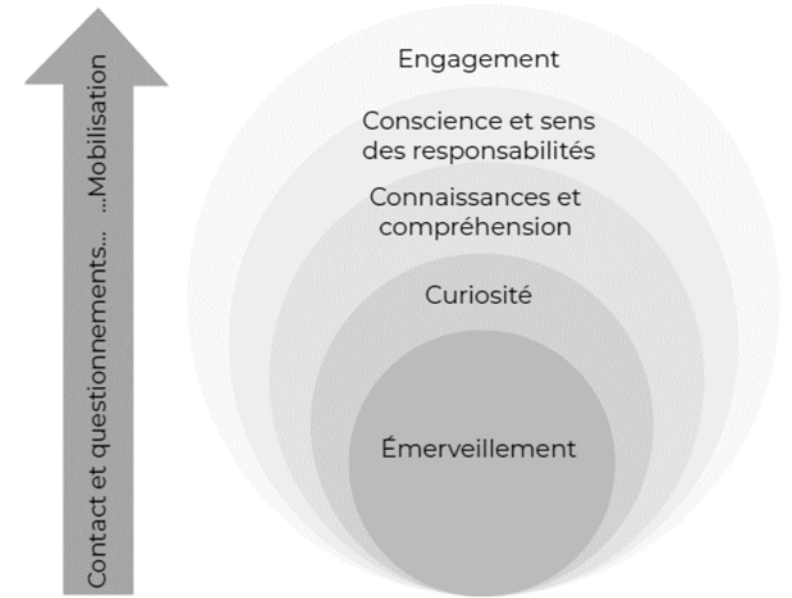 Contact et questionnements... ...Mobilisation
Engagement
Conscience et sens
des responsabilités
Connaissances et
compréhension
Curiosité
Émerveillement